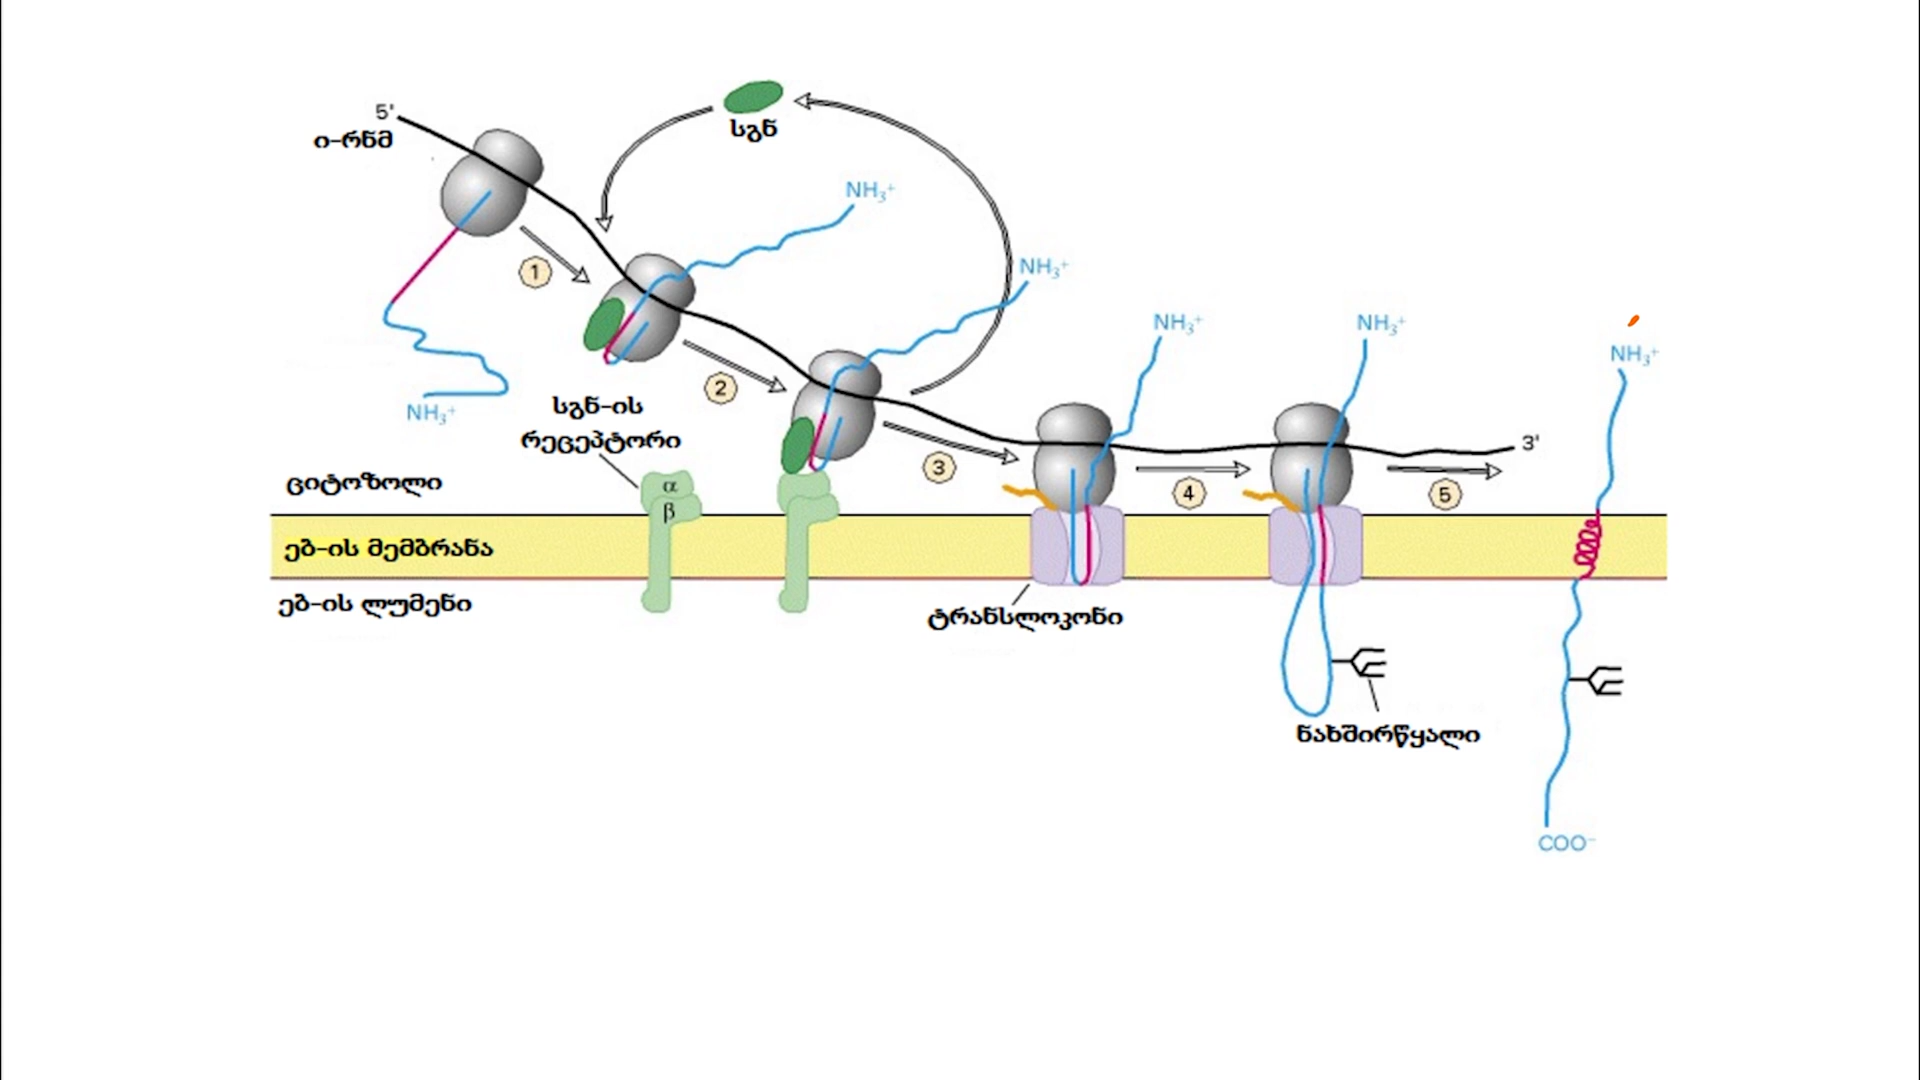 5'
ი-რნმ
სგნ
NH₃⁺
NH₃⁺
1
NH₃⁺
NH₃⁺
NH₃⁺
2
NH₃⁺
სგნ-ის
რეცეპტორი
3'
3
4
5
ციტოზოლი
α
β
ებ-ის მემბრანა
ებ-ის ლუმენი
ტრანსლოკონი
ნახშირწყალი
COO⁻